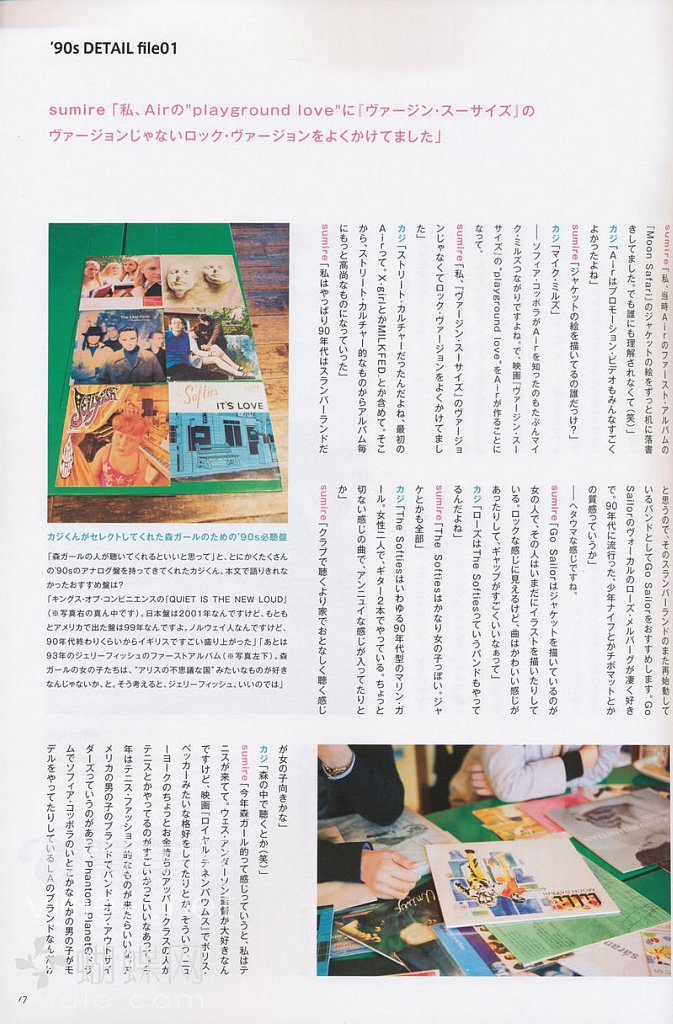 '90s DETAIL file01
sumire「私、Airの"playground love"に『ヴァージン・スーサイズ』の
ヴァージョンじゃないロック・ヴァージョンをよくかけてました」
sumire「私、当時Airのファースト・アルバムの
『Moon Safari』のジャケットの絵をずっと机に落書
きしてました。でも誰にも理解されなくて(笑)」
カジ「Airはプロモーション・ビデオもみんなすごく
よかったよね」
sumire「ジャケットの絵を描いてるの誰だっけ?」
カジ「マイク・ミルズ」
──ソフィア・コッポラがAirを知ったのもたぶんマイ
ク・ミルズつながりですよね。で、映画『ヴァージン・スー
サイズ』の"playground love"をAirが作ることに
なって。
sumire「私、『ヴァージン・スーサイズ』のヴァージョ
ンじゃなくてロック・ヴァージョンをよくかけてまし
た」
カジ「ストリート・カルチャーだったんだよね、最初の
Airって、X-girlとかMILKFED.とか含めて。そこ
から、ストリート・カルチャー的なものからアルバム毎
にもっと高尚なものになっていった」
sumire「私はやっぱり90年代はスランバーランドだ
と思うので、そのスランバーランドのまた再始動して
いるバンドとしてGo Sailorをおすすめします。Go
Sailorのヴォーカルのローズ・メルバーグが凄く好き
で。90年代に流行った、少年ナイフとかチボマットとか
の質感っていうか」
──ヘタウマな感じですね。
sumire「Go Sailorはジャケットを描いているのが
女の人で、その人はいまだにイラストを描いたりして
いる。ロックな感じに見えるけど、曲はかわいい感じが
あったりして、ギャップがすごくいいなぁって」
カジ「ローズはThe Softiesっていうバンドもやって
るんだよね」
sumire「The Softiesはかなり女の子っぽい。ジャ
ケとかも全部」
カジ「The Softiesはいわゆる90年代型のマリン・ガー
ル。女性二人で、ギター2本でやっている。ちょっと
切ない感じの曲で、アンニュイな感じが入ってたりと
か」
sumire「クラブで聴くより家でおとなしく聴く感じ
カジくんがセレクトしてくれた森ガールのための'90s必聴盤
「森ガールの人が聴いてくれるといいと思って」と、とにかくたくさん
の'90sのアナログ盤を持ってきてくれたカジくん。本文で語りきれな
かったおすすめ盤は?
「キングス・オブ・コンビニエンスの『QUIET IS THE NEW LOUD』
(※写真右の真ん中です)。日本盤は2001年なんですけど、もとも
とアメリカで出た盤は99年なんですよ。ノルウェイ人なんですけど、
90年代終わりくらいからイギリスですごい盛り上がった」「あとは
93年のジェリーフィッシュのファーストアルバム(※写真左下)。森
ガールの女の子たちは、"アリスの不思議な国"みたいなものが好き
なんじゃないか、と。そう考えると、ジェリーフィッシュ、いいのでは」
が女の子向きかな」
カジ「森の中で聴くとか(笑)」
sumire「今年森ガール的って感じっていうと、私はテ
ニスが来てて。ウェス・アンダーソン監督が大好きなん
ですけど、映画『ロイヤル・テネンバウムス』でボリス・
ベッカーみたいな格好をしてたりとか。そういうニュ
ーヨークのちょっとお金持ちのアッパー・クラスの人が
テニスとかやってるのがすごいかっこいいなあって。今
年はテニス・ファッション的なものが来たらいい。ア
メリカの男の子のブランドでバンド・オブ・アウトサイ
ダーズっていうのがあって、Phantom Planetのドラ
ムでソフィア・コッポラのいとこかなんかの男の子がモ
デルをやってたりしているLAのブランドなんだけ
Softies
IT'S LOVE
MOON SAFARI
17
蝴蝶网